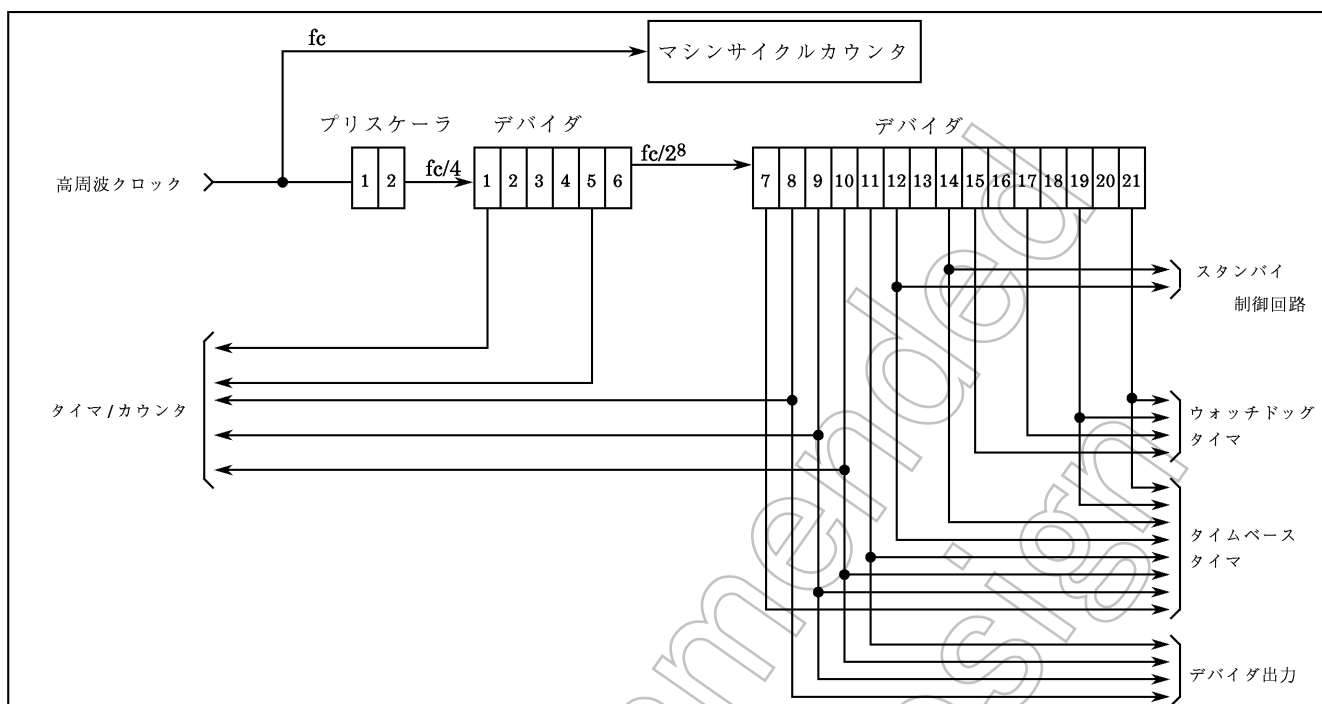 fc
マシンサイクルカウンタ
プリスケーラ
デバイダ
デバイダ
高周波クロック
1 2
fc/4
1 2 3 4 5 6
fc/2⁸
7 8 9 10 11 12 13 14 15 16 17 18 19 20 21
スタンバイ
制御回路
タイマ/カウンタ
ウォッチドッグ
タイマ
タイムベース
タイマ
デバイダ出力